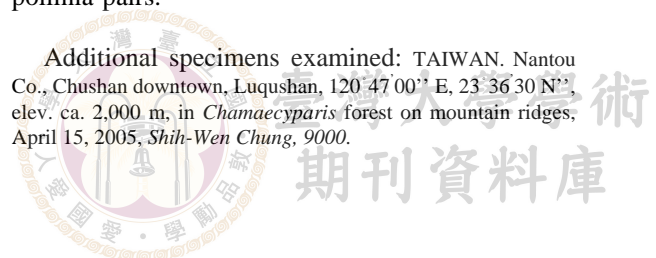 pollinia pairs.
Additional specimens examined: TAIWAN. Nantou
Co., Chushan downtown, Luqushan, 120˚47'00’’ E, 23˚36'30 N’’,
elev. ca. 2,000 m, in Chamaecyparis forest on mountain ridges,
April 15, 2005, Shih-Wen Chung, 9000.
臺灣大學學術
期刊資料庫